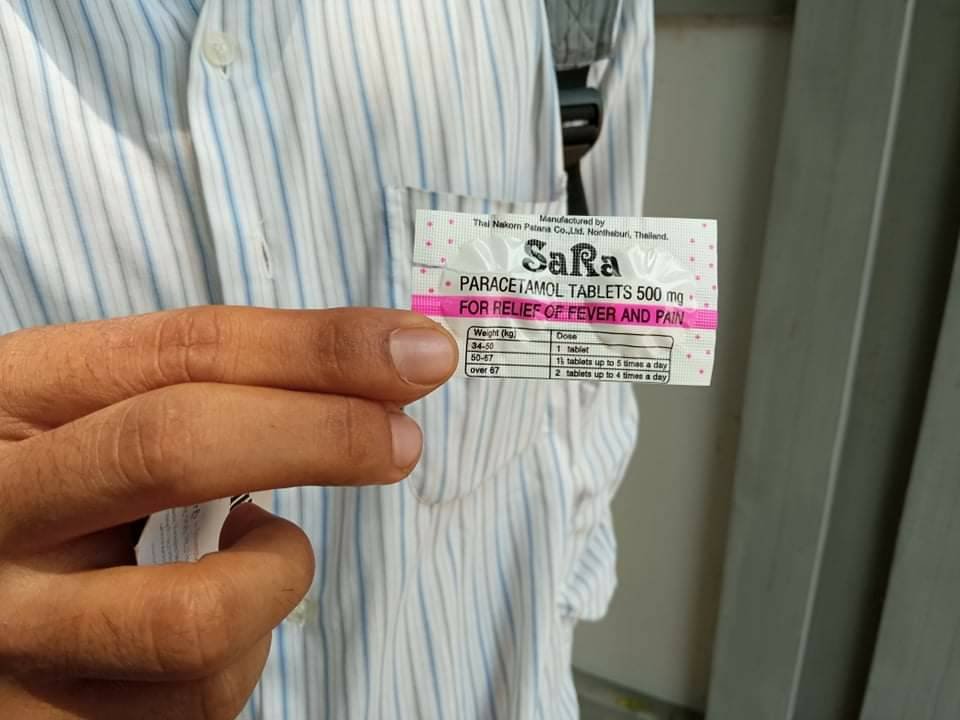 Manufactured by
Thai Nakorn Patana Co.,Ltd. Nonthaburi, Thailand.
SaRa
PARACETAMOL TABLETS 500 mg
FOR RELIEF OF FEVER AND PAIN
Weight (kg) Dose
34-50 1 tablet
50-67 1½ tablets up to 5 times a day
over 67 2 tablets up to 4 times a day